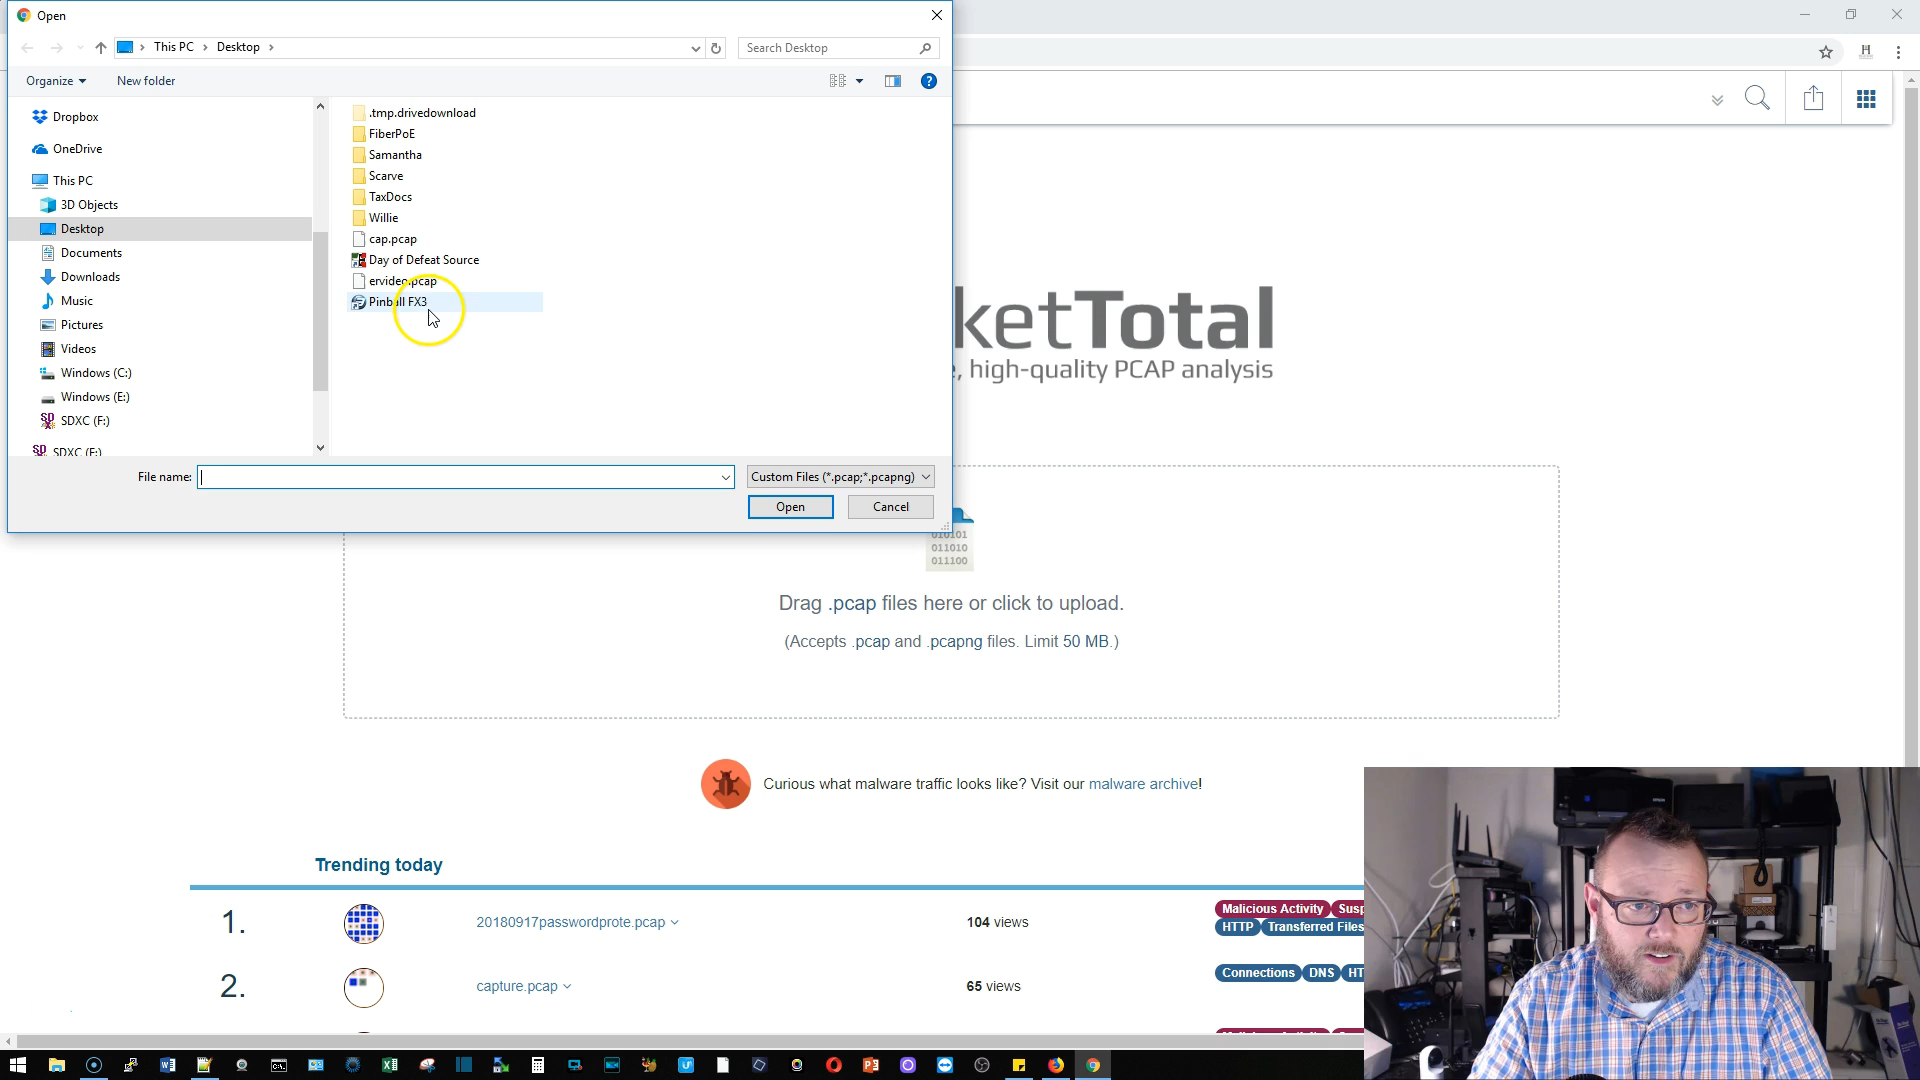 Open
This PC
Desktop
Search Desktop
Organize
New folder
Dropbox
OneDrive
This PC
3D Objects
Desktop
Documents
Downloads
Music
Pictures
Videos
Windows (C:)
Windows (E:)
SDXC (F:)
SDXC (F:)
.tmp.drivedownload
FiberPoE
Samantha
Scarve
TaxDocs
Willie
cap.pcap
Day of Defeat Source
ervideo.pcap
Pinball FX3
File name:
Custom Files (*.pcap;*.pcapng)
Open
Cancel
ketTotal
, high-quality PCAP analysis
010101
011010
011100
Drag .pcap files here or click to upload.
(Accepts .pcap and .pcapng files. Limit 50 MB.)
Curious what malware traffic looks like? Visit our malware archive!
Trending today
1.
20180917passwordprote.pcap
104 views
Malicious Activity
Susp
HTTP
Transferred Files
2.
capture.pcap
65 views
Connections
DNS
HT